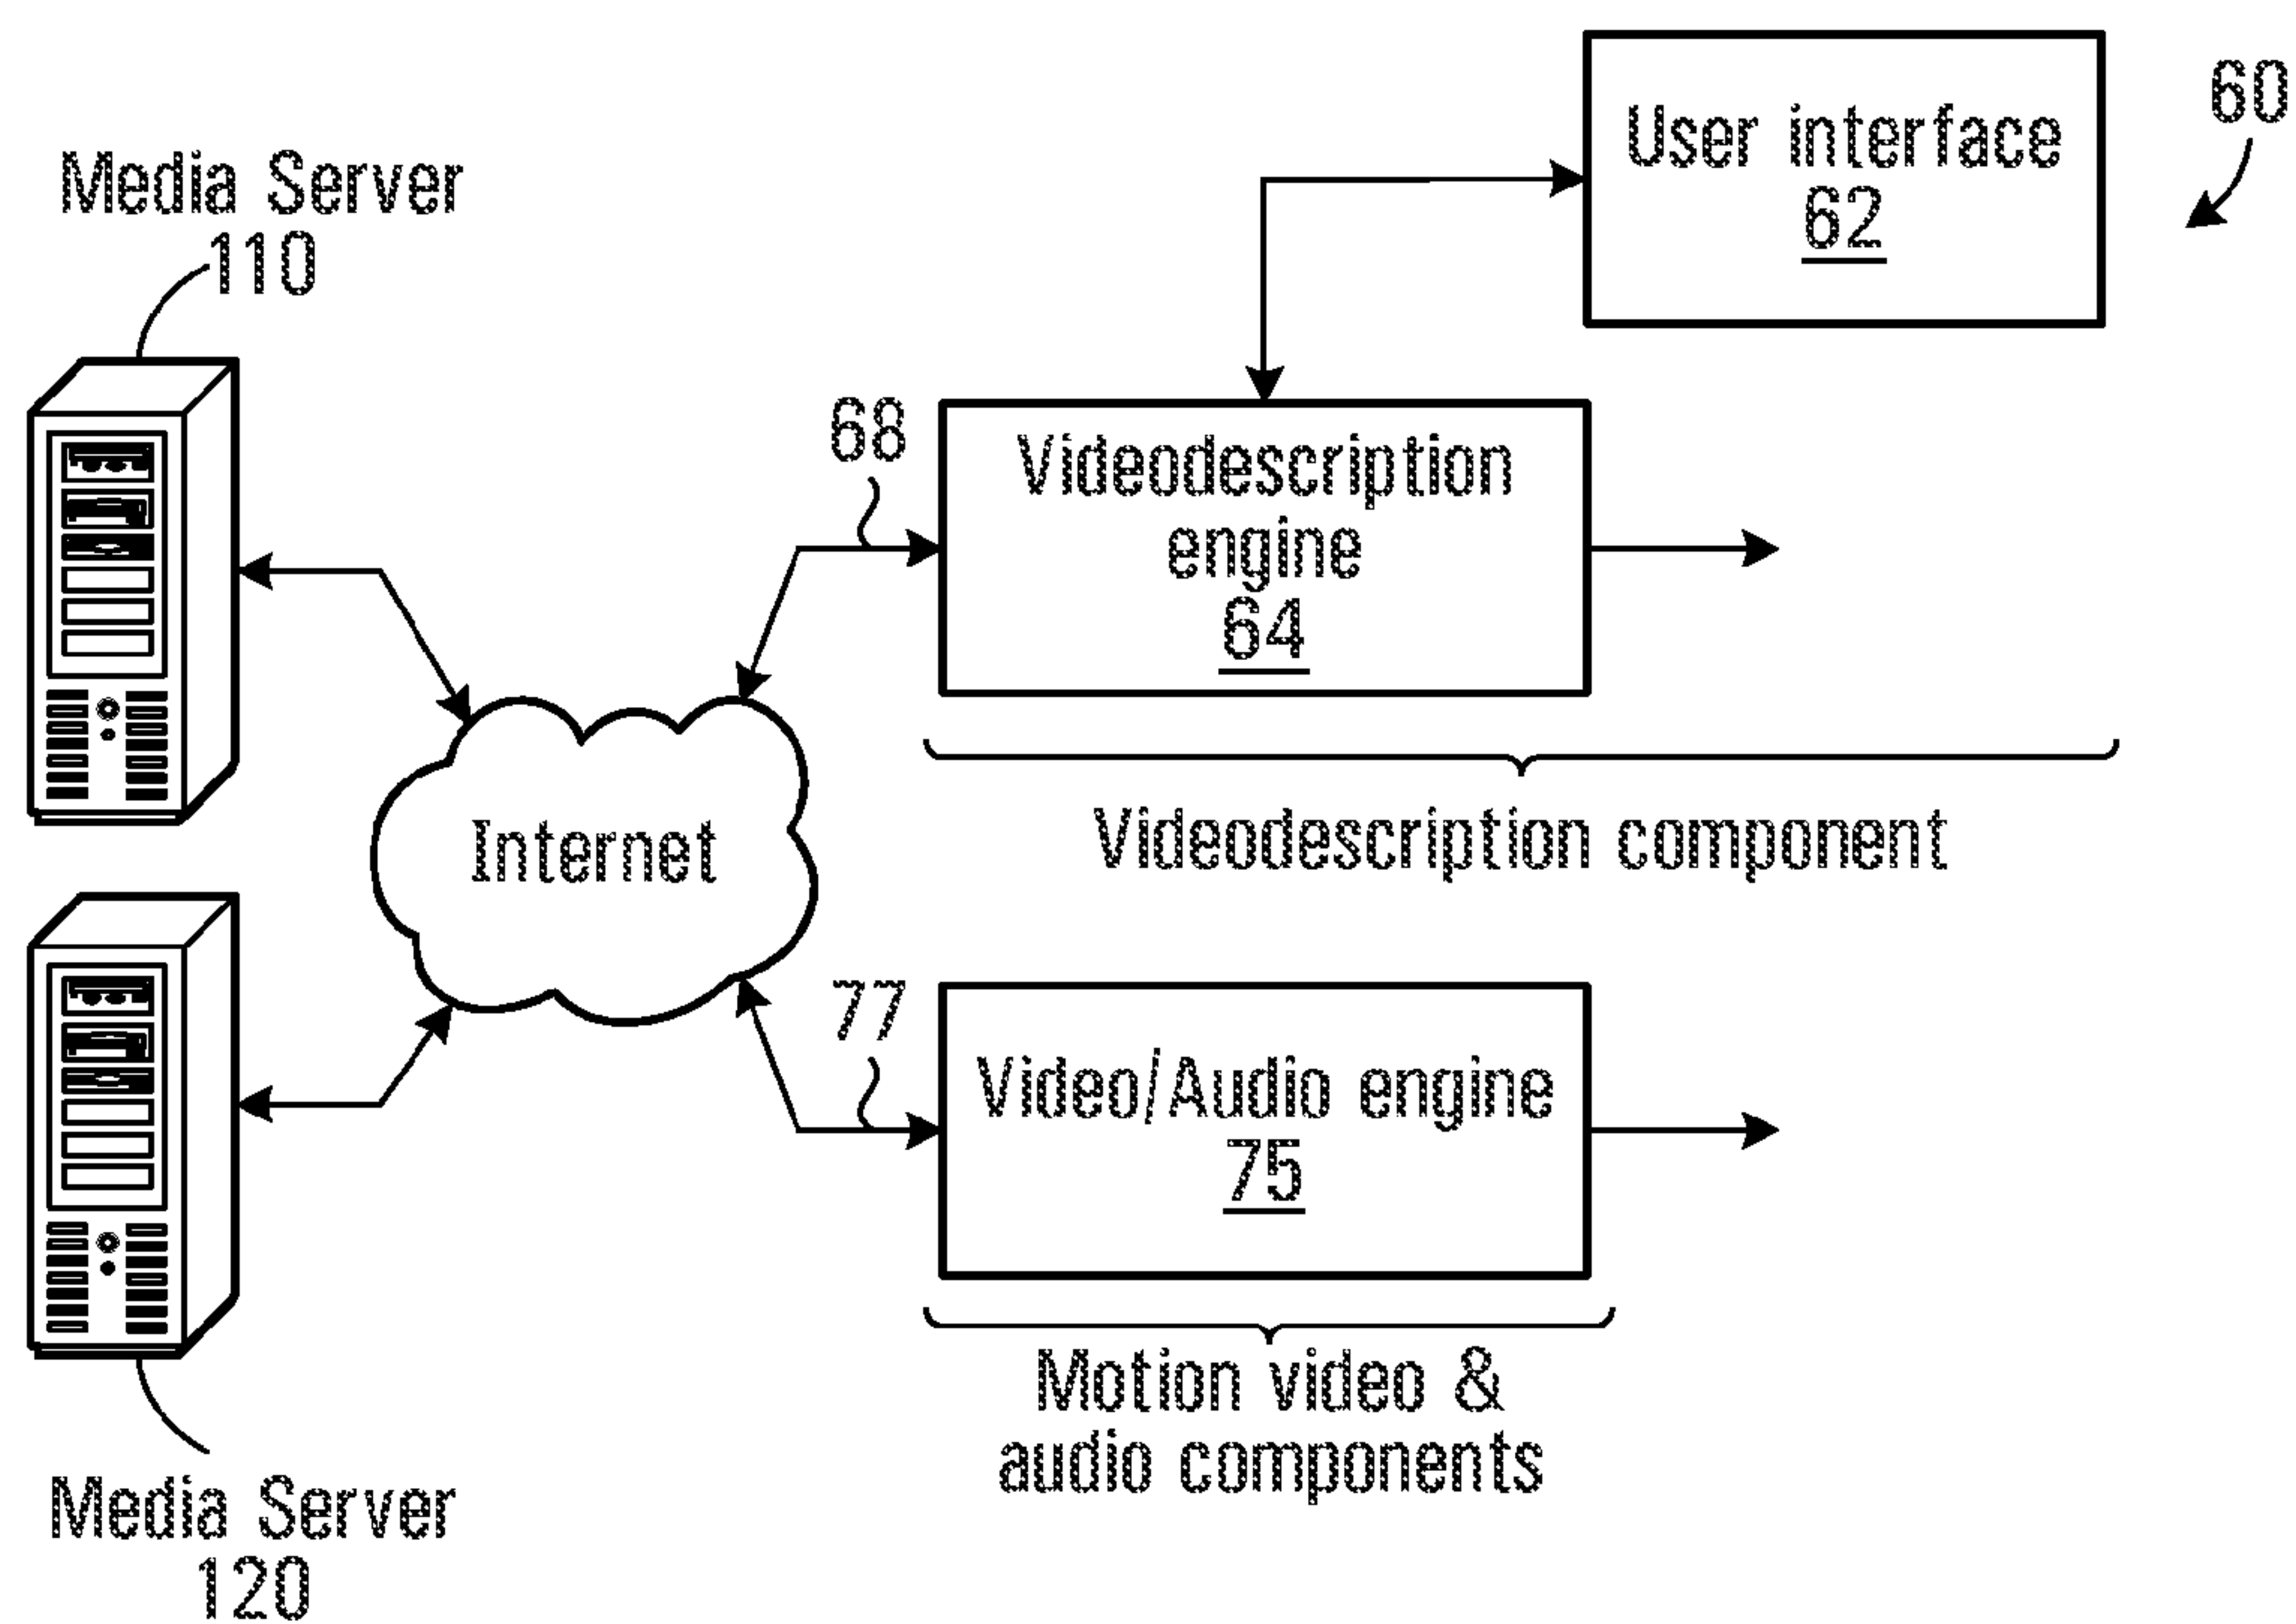 Media Server
110
User interface
62
60
68
Videodescription
engine
64
Videodescription component
Internet
77
Video/Audio engine
75
Motion video &
audio components
Media Server
120